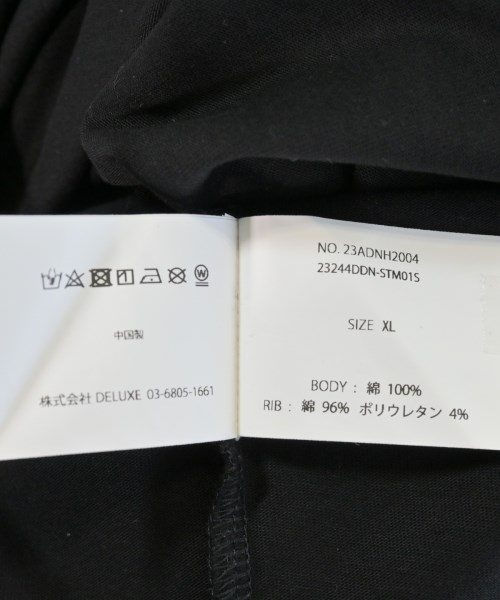 中国製
株式会社 DELUXE 03-6805-1661
NO. 23ADNH2004
23244DDN-STM01S
SIZE XL
BODY : 綿 100%
RIB : 綿 96% ポリウレタン 4%